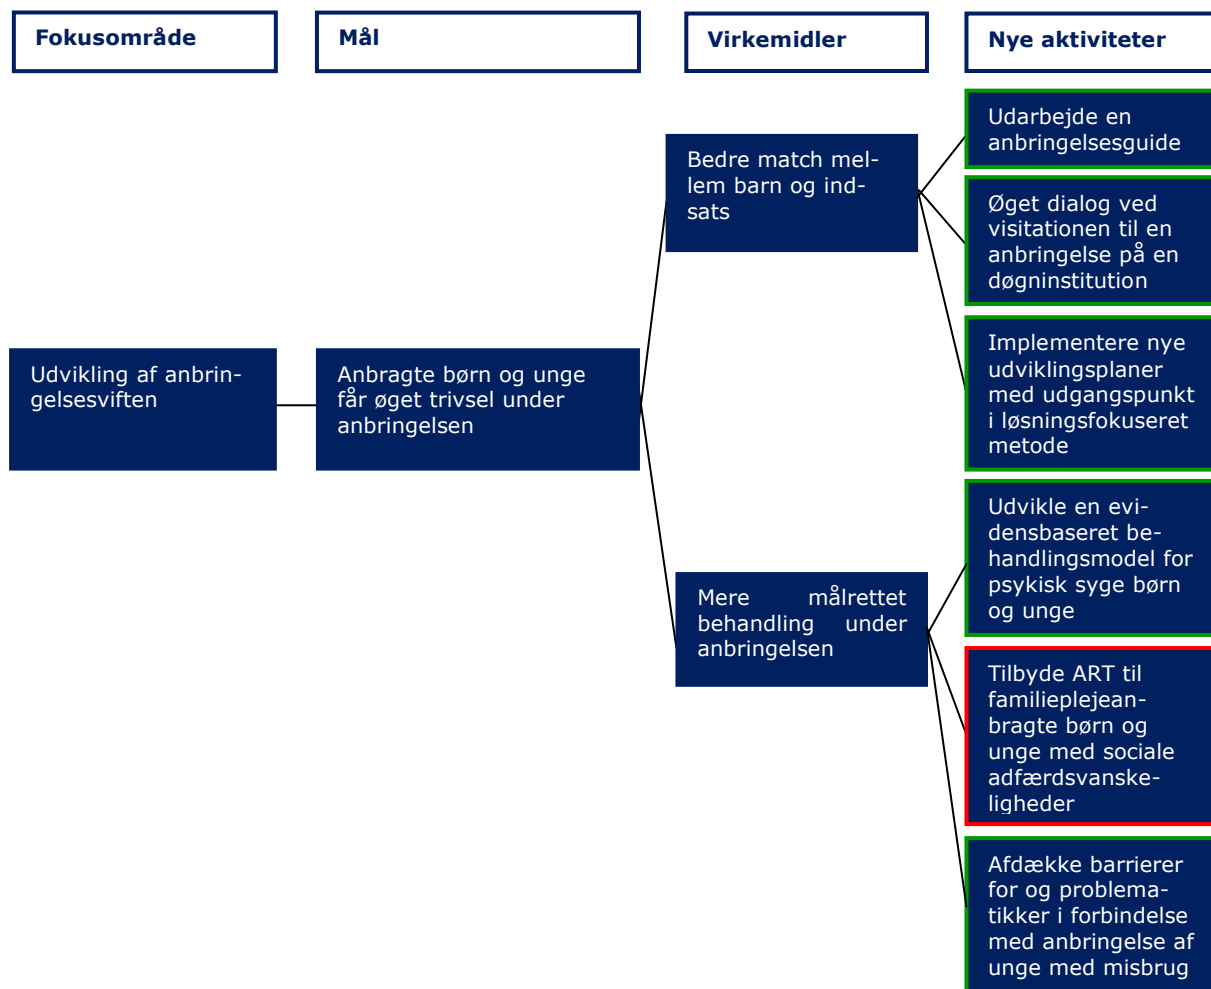 Fokusområde
Mål
Virkemidler
Nye aktiviteter
Udvikling af anbrin-
gelsesviften
Anbragte børn og unge
får øget trivsel under
anbringelsen
Bedre match mel-
lem barn og ind-
sats
Udarbejde en
anbringelsesguide
Øget dialog ved
visitationen til en
anbringelse på en
døgninstitution
Implementere nye
udviklingsplaner
med udgangspunkt
i løsningsfokuseret
metode
Mere målrettet
behandling under
anbringelsen
Udvikle en evi-
densbaseret be-
handlingsmodel for
psykisk syge børn
og unge
Tilbyde ART til
familieplejean-
bragte børn og
unge med sociale
adfærdsvanske-
ligheder
Afdække barrierer
for og problema-
tikker i forbindelse
med anbringelse af
unge med misbrug